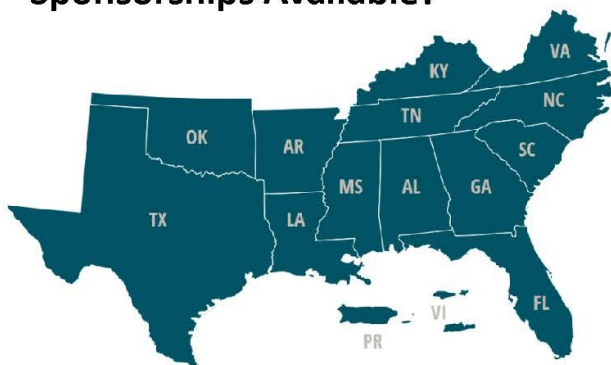 Sponsorships Available?
VA
KY
NC
TN
OK
AR
SC
MS
AL
GA
TX
LA
FL
VI
PR